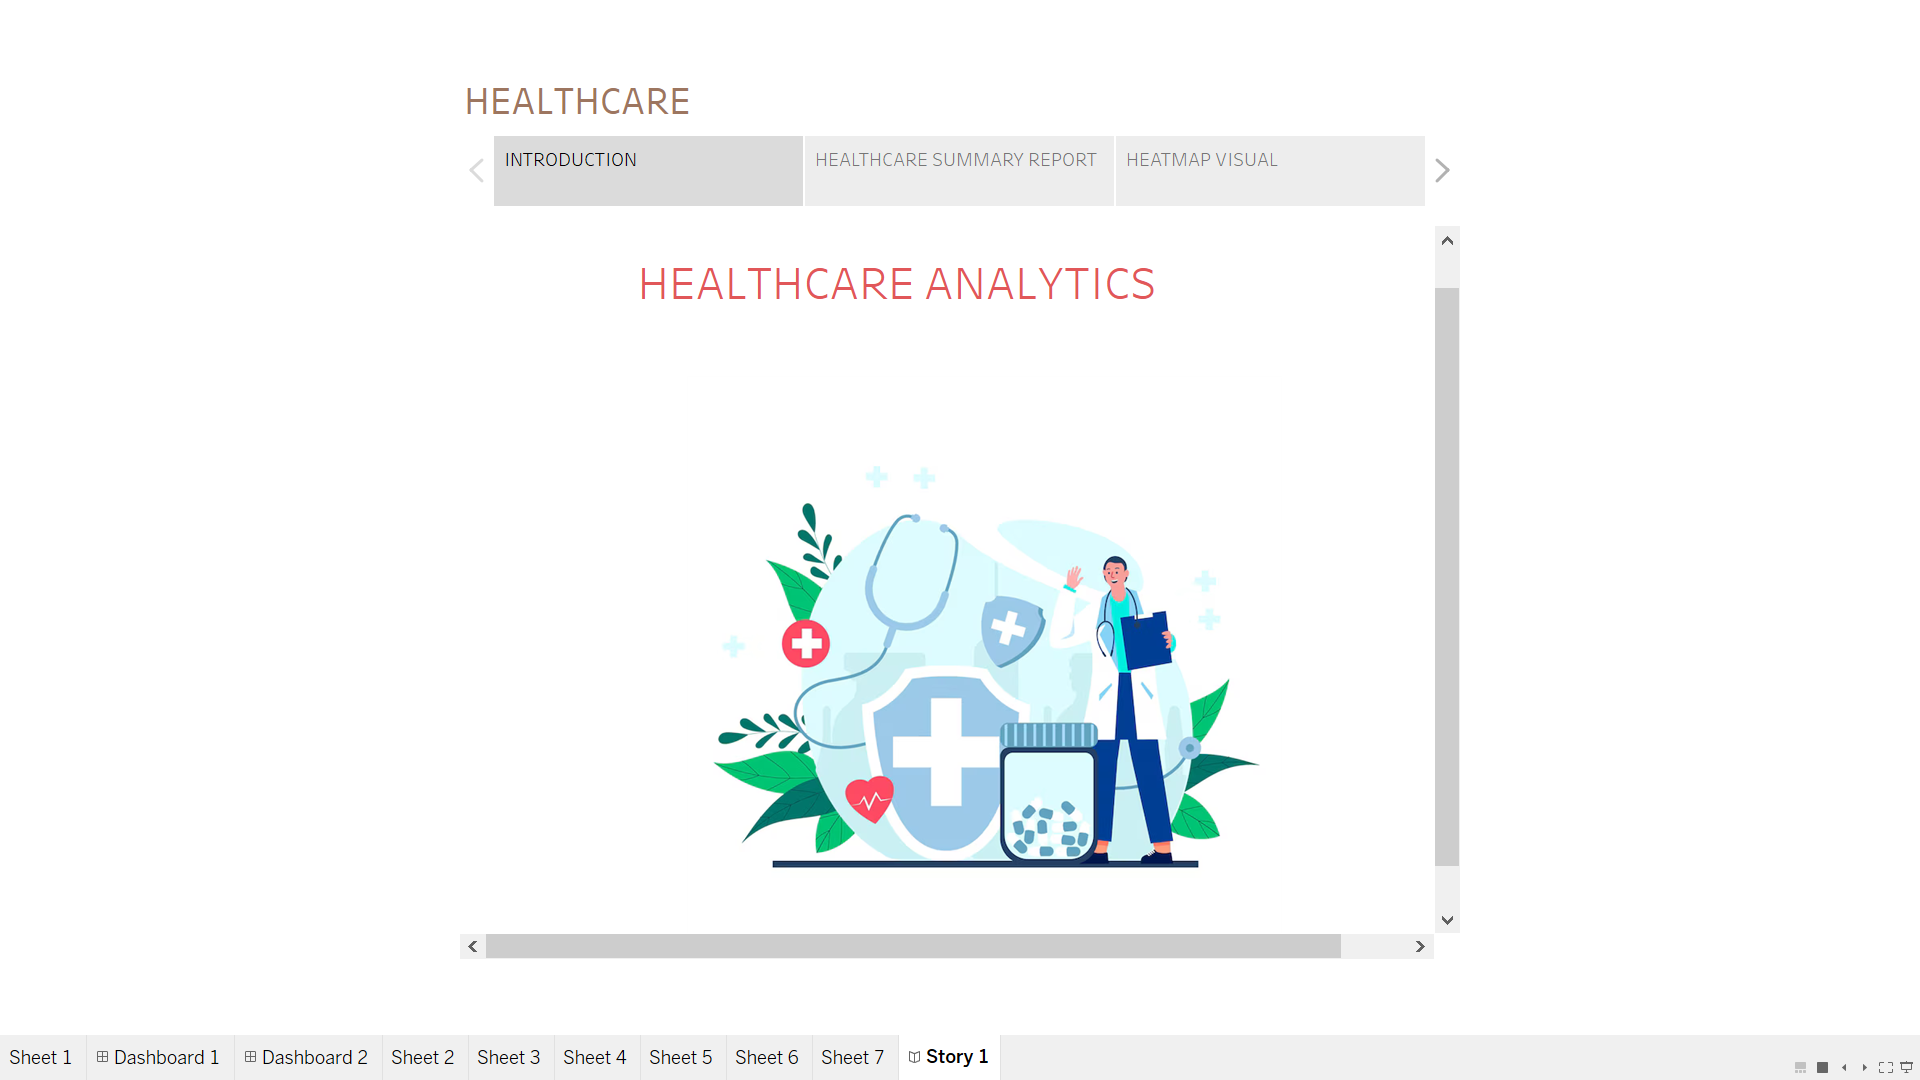 HEALTHCARE
INTRODUCTION
HEALTHCARE SUMMARY REPORT
HEATMAP VISUAL
HEALTHCARE ANALYTICS
Sheet 1
Dashboard 1
Dashboard 2
Sheet 2
Sheet 3
Sheet 4
Sheet 5
Sheet 6
Sheet 7
Story 1